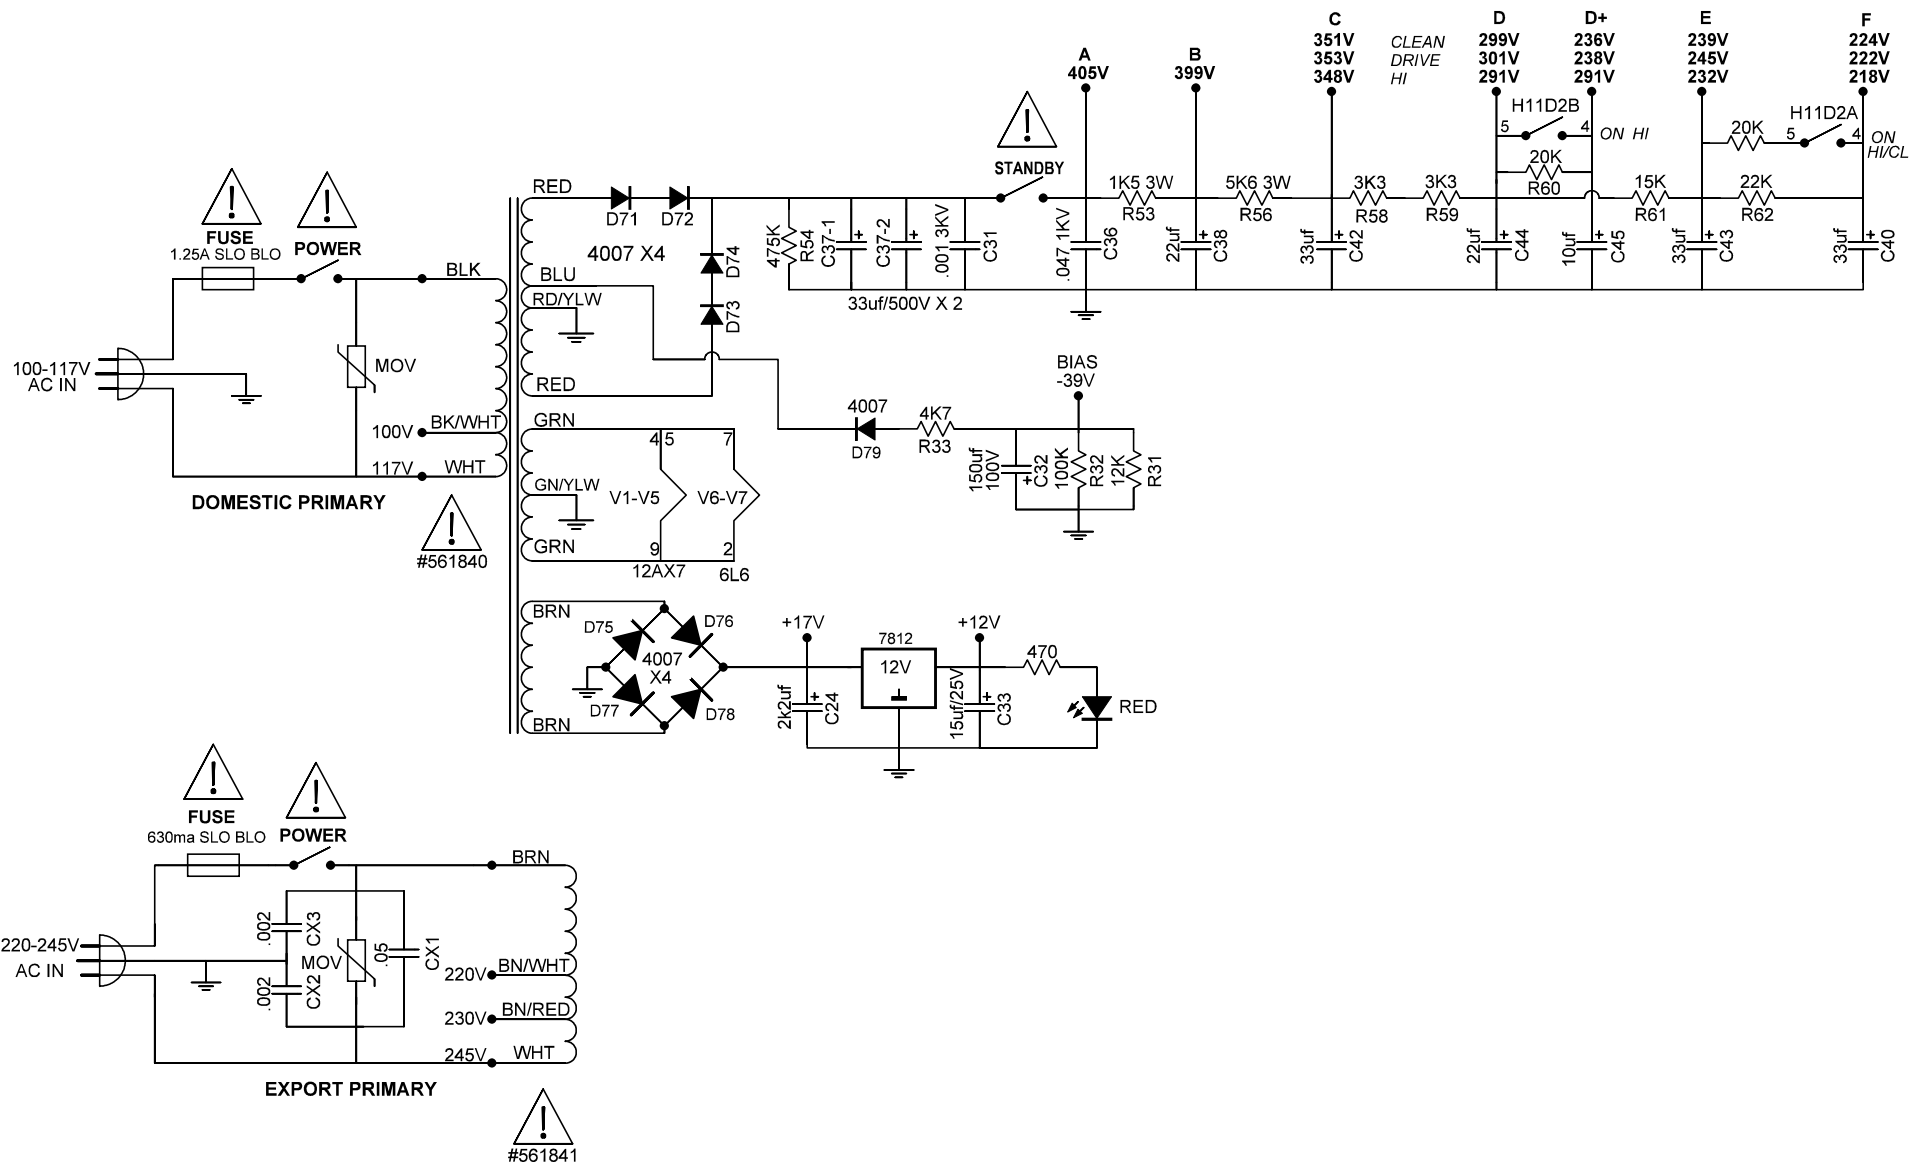 A
405V
B
399V
C
351V
353V
348V
CLEAN
DRIVE
HI
D
299V
301V
291V
D+
236V
238V
291V
E
239V
245V
232V
F
224V
222V
218V
H11D2B
5
4
ON HI
20K
R60
20K
H11D2A
5
4
ON
HI/CL
STANDBY
1K5 3W
R53
5K6 3W
R56
3K3
R58
3K3
R59
15K
R61
22K
R62
RED
D71
D72
4007 X4
D74
D73
475K
R54
C37-1
+
C37-2
+
33uf/500V X 2
.001 3KV
C31
.047 1KV
C36
22uf
+
C38
33uf
+
C42
22uf
+
C44
10uf
+
C45
33uf
+
C43
33uf
+
C40
BLU
RD/YLW
RED
FUSE
1.25A SLO BLO
POWER
BLK
100-117V
AC IN
MOV
100V
BK/WHT
117V
WHT
DOMESTIC PRIMARY
#561840
BIAS
-39V
4007
D79
4K7
R33
150uf
100V
+
C32
100K
R32
12K
R31
GRN
GN/YLW
GRN
4
5
7
V1-V5
V6-V7
9
2
12AX7
6L6
BRN
BRN
D75
D76
4007
X4
D77
D78
+17V
2k2uf
+
C24
7812
12V
+12V
15uf/25V
+
C33
470
RED
FUSE
630ma SLO BLO
POWER
BRN
220-245V
AC IN
.002
CX3
.002
CX2
MOV
.05
CX1
220V
BN/WHT
230V
BN/RED
245V
WHT
EXPORT PRIMARY
#561841